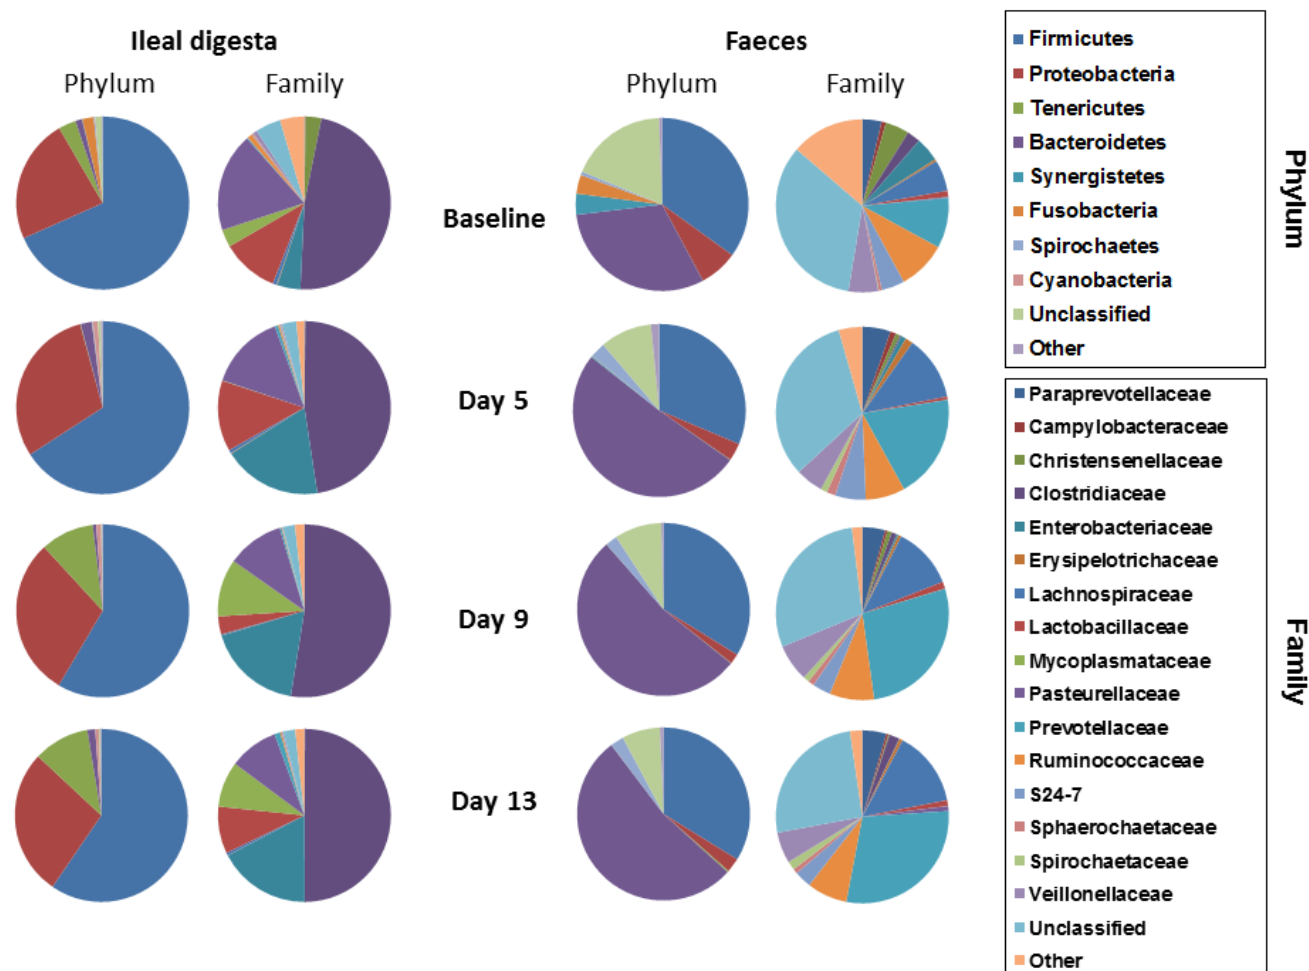 Ileal digesta
Faeces
Phylum
Family
Phylum
Family
Baseline
Day 5
Day 9
Day 13
Firmicutes
Proteobacteria
Tenericutes
Bacteroidetes
Synergistetes
Fusobacteria
Spirochaetes
Cyanobacteria
Unclassified
Other
Phylum
Paraprevotellaceae
Campylobacteraceae
Christensenellaceae
Clostridiaceae
Enterobacteriaceae
Erysipelotrichaceae
Lachnospiraceae
Lactobacillaceae
Mycoplasmataceae
Pasteurellaceae
Prevotellaceae
Ruminococcaceae
S24-7
Sphaerochaetaceae
Spirochaetaceae
Veillonellaceae
Unclassified
Other
Family